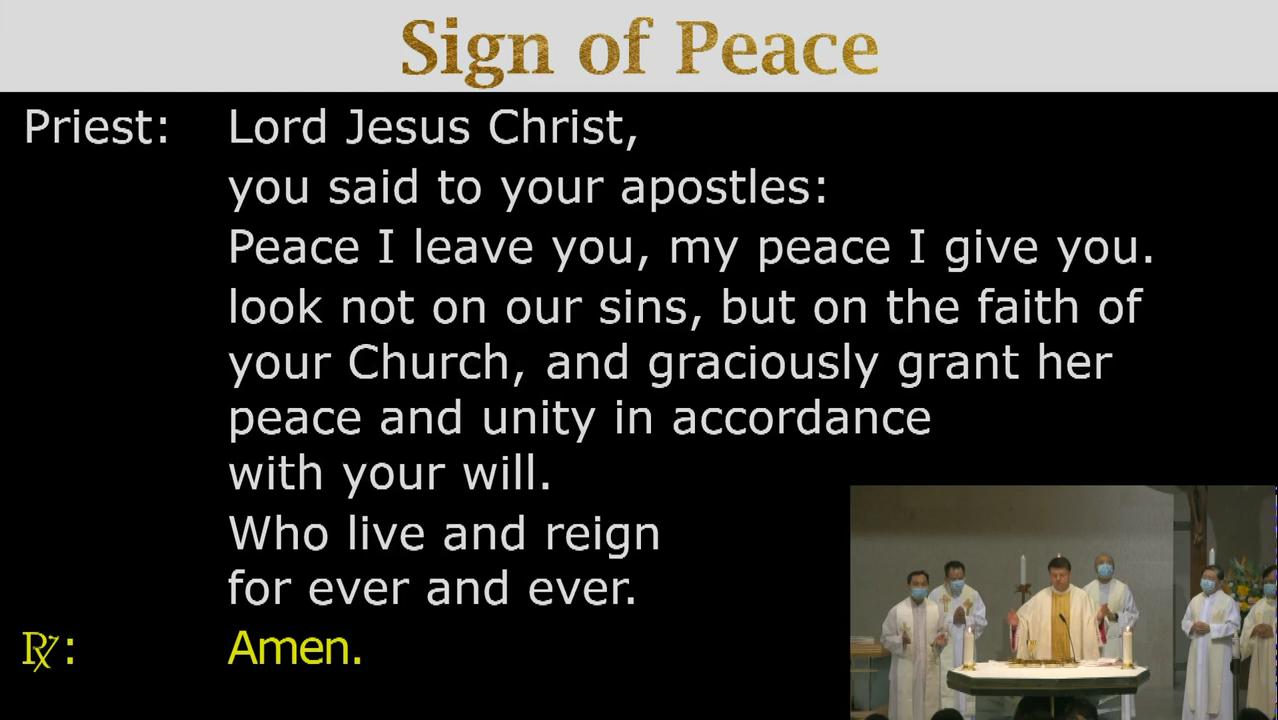 Sign of Peace
Priest: Lord Jesus Christ,
you said to your apostles:
Peace I leave you, my peace I give you.
look not on our sins, but on the faith of
your Church, and graciously grant her
peace and unity in accordance
with your will.
Who live and reign
for ever and ever.
℟: Amen.